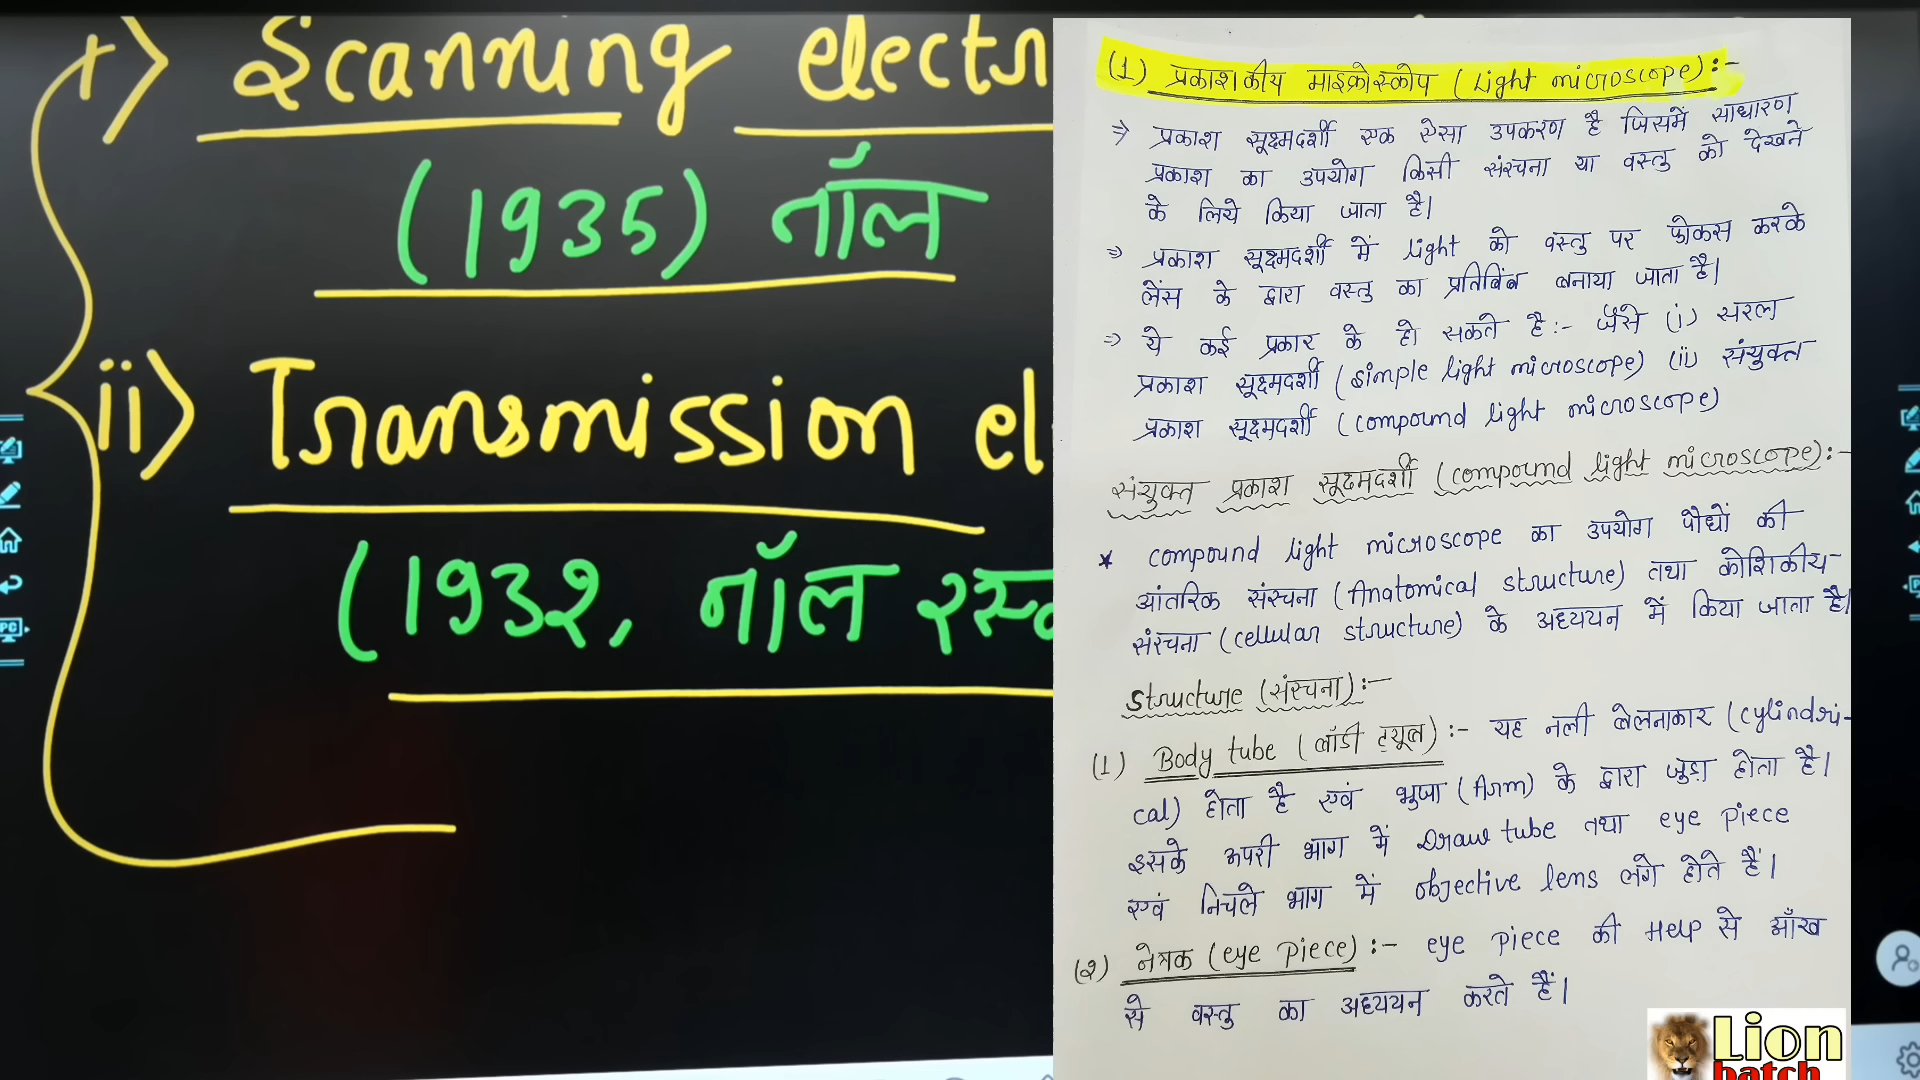 i) Scanning electr
(1935) नॉल
ii) Transmission el
(1932, नॉल रस्क
(1) प्रकाशकीय माइक्रोस्कोप (Light microscope):-
⇒ प्रकाश सूक्ष्मदर्शी एक ऐसा उपकरण है जिसमें साधारण
प्रकाश का उपयोग किसी संरचना या वस्तु को देखने
के लिये किया जाता है।
⇒ प्रकाश सूक्ष्मदर्शी में light को वस्तु पर फोकस करके
लेंस के द्वारा वस्तु का प्रतिबिंब बनाया जाता है।
⇒ ये कई प्रकार के हो सकते है:- जैसे (i) सरल
प्रकाश सूक्ष्मदर्शी (simple light microscope) (ii) संयुक्त
प्रकाश सूक्ष्मदर्शी (compound light microscope)
संयुक्त प्रकाश सूक्ष्मदर्शी (compound light microscope):-
* compound light microscope का उपयोग पौधों की
आंतरिक संरचना (Anatomical structure) तथा कोशिकीय
संरचना (cellular structure) के अध्ययन में किया जाता है।
structure (संरचना):-
(1) Body tube (बॉडी ट्यूब):- यह नली बेलनाकार (cylindri-
cal) होता है एवं भुजा (Arm) के द्वारा जुड़ा होता है।
इसके ऊपरी भाग में Draw tube तथा eye piece
एवं निचले भाग में objective lens लगे होते हैं।
(2) नेत्रक (eye piece):- eye piece की Help से आँख
से वस्तु का अध्ययन करते हैं।
Lion
batch